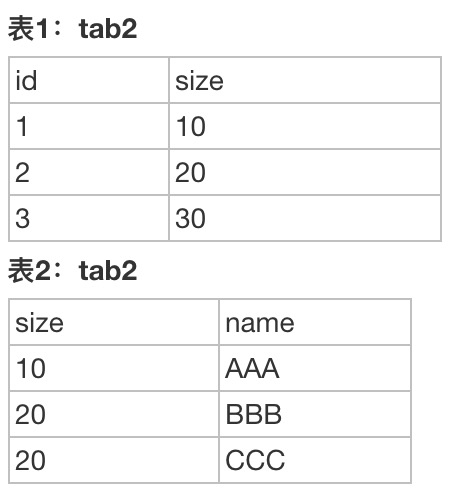 表1：tab2
id size
1 10
2 20
3 30
表2：tab2
size name
10 AAA
20 BBB
20 CCC